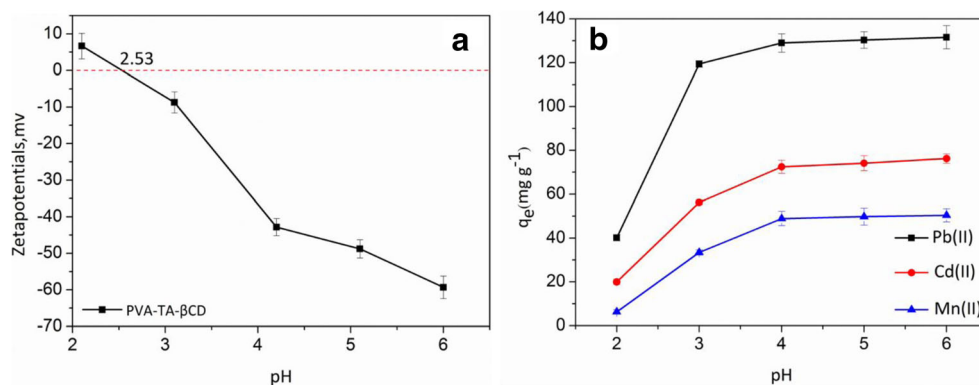 a
10
0
-10
-20
-30
-40
-50
-60
-70
2.53
Zetapotentials,mv
PVA-TA-βCD
2 3 4 5 6
pH
b
140
120
100
80
60
40
20
0
qe(mg g-1)
Pb(II)
Cd(II)
Mn(II)
2 3 4 5 6
pH